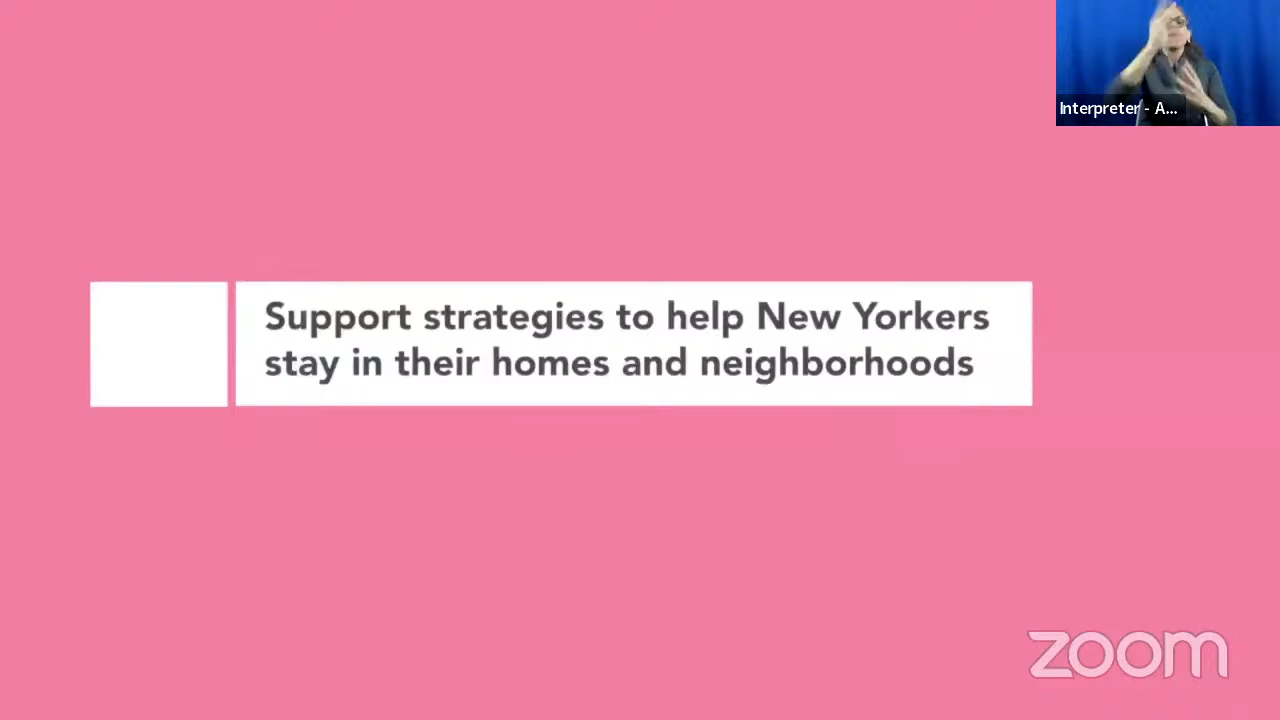 Interpreter - A...
Support strategies to help New Yorkers
stay in their homes and neighborhoods
zoom